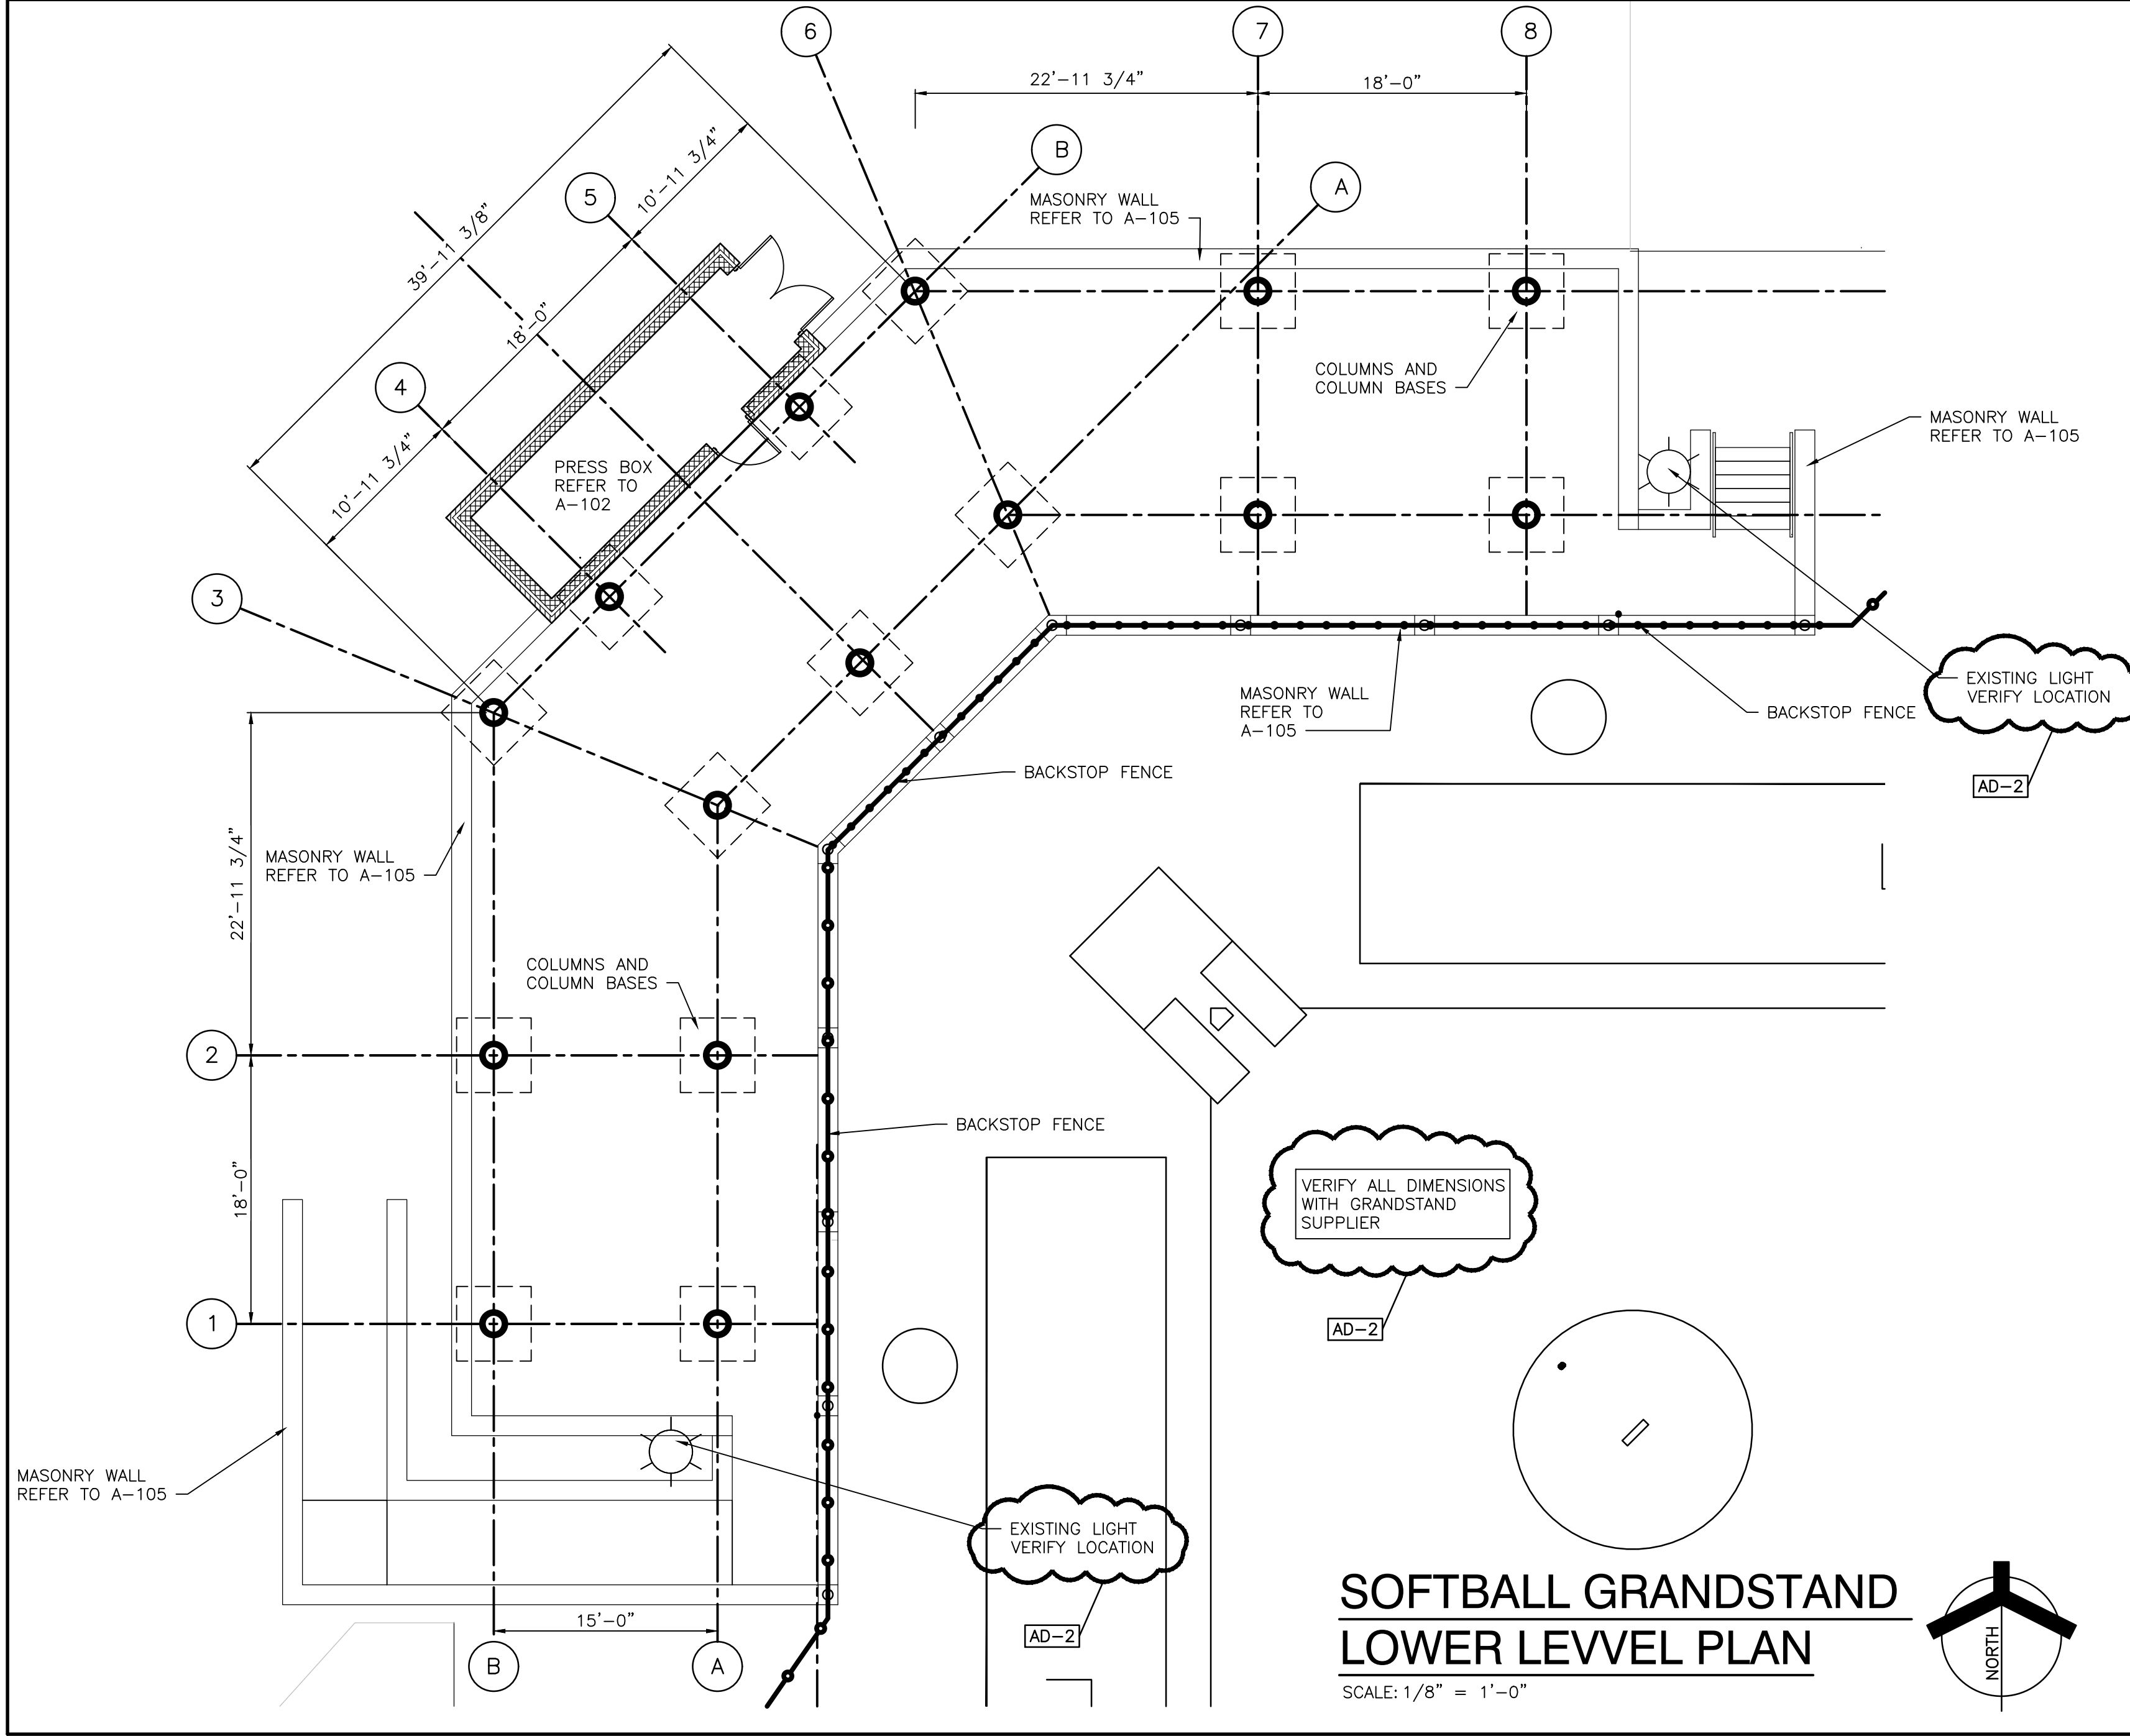 6
7
8
22'-11 3/4"
18'-0"
B
A
5
10'-11 3/4"
39'-11 3/8"
18'-0"
4
10'-11 3/4"
MASONRY WALL
REFER TO A-105
COLUMNS AND
COLUMN BASES
MASONRY WALL
REFER TO A-105
PRESS BOX
REFER TO
A-102
3
EXISTING LIGHT
VERIFY LOCATION
AD-2
MASONRY WALL
REFER TO
A-105
BACKSTOP FENCE
BACKSTOP FENCE
22'-11 3/4"
MASONRY WALL
REFER TO A-105
COLUMNS AND
COLUMN BASES
2
BACKSTOP FENCE
18'-0"
VERIFY ALL DIMENSIONS
WITH GRANDSTAND
SUPPLIER
AD-2
1
MASONRY WALL
REFER TO A-105
EXISTING LIGHT
VERIFY LOCATION
AD-2
15'-0"
B
A
SOFTBALL GRANDSTAND
LOWER LEVVEL PLAN
SCALE: 1/8" = 1'-0"
NORTH